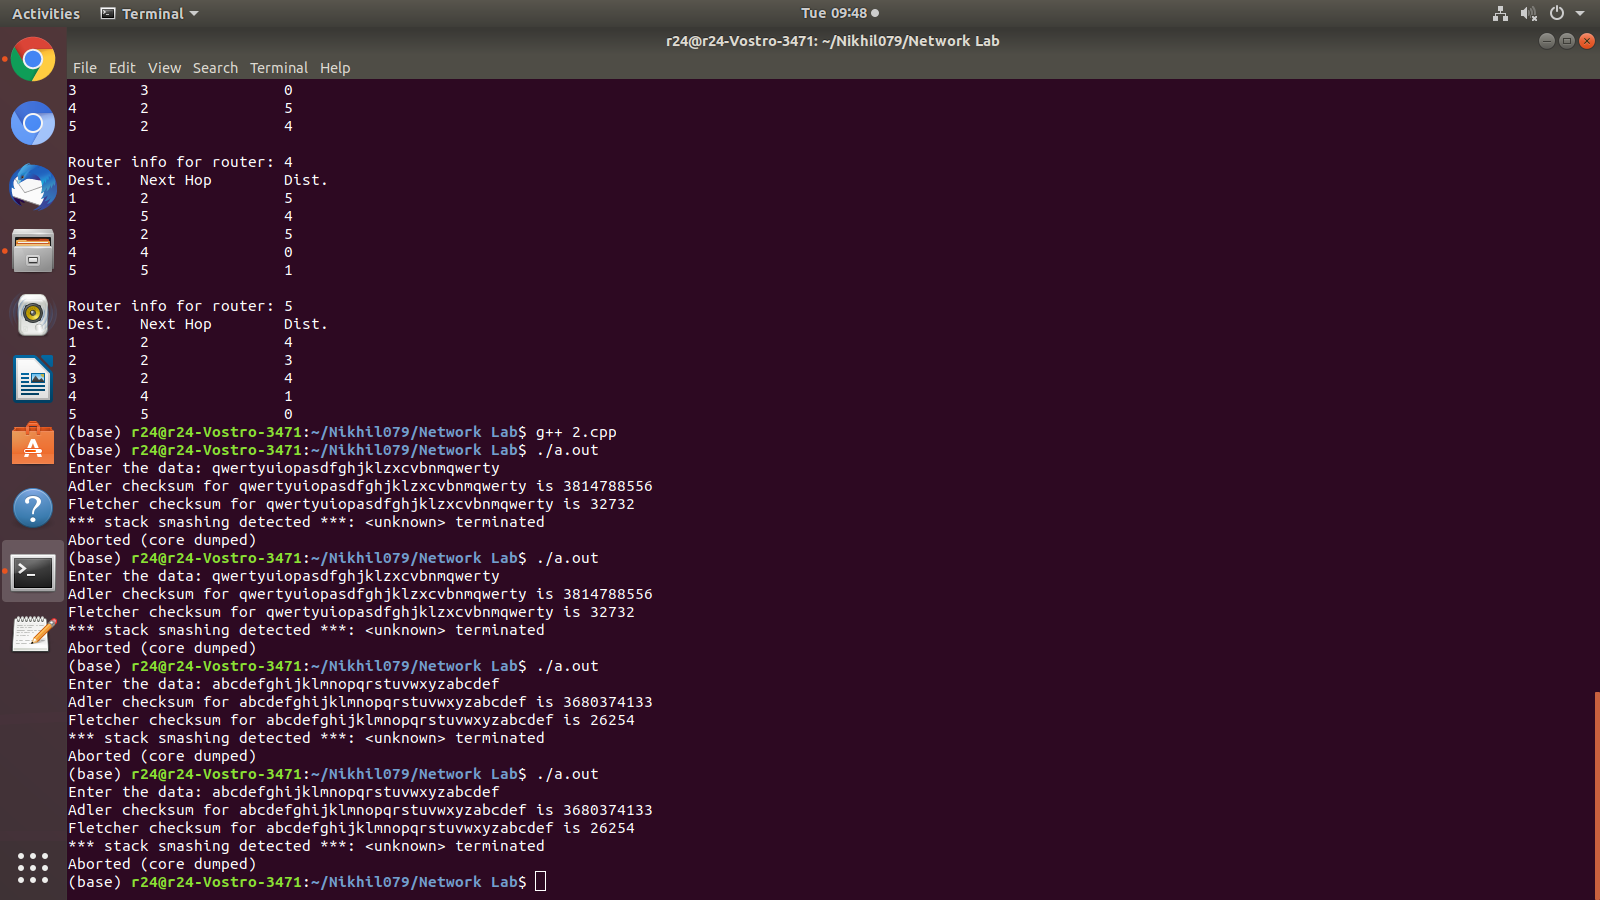 Activities Terminal Tue 09:48
r24@r24-Vostro-3471: ~/Nikhil079/Network Lab
File Edit View Search Terminal Help
3 3 0
4 2 5
5 2 4
Router info for router: 4
Dest. Next Hop Dist.
1 2 5
2 5 4
3 2 5
4 4 0
5 5 1
Router info for router: 5
Dest. Next Hop Dist.
1 2 4
2 2 3
3 2 4
4 4 1
5 5 0
(base) r24@r24-Vostro-3471:~/Nikhil079/Network Lab$ g++ 2.cpp
(base) r24@r24-Vostro-3471:~/Nikhil079/Network Lab$ ./a.out
Enter the data: qwertyuiopasdfghjklzxcvbnmqwerty
Adler checksum for qwertyuiopasdfghjklzxcvbnmqwerty is 3814788556
Fletcher checksum for qwertyuiopasdfghjklzxcvbnmqwerty is 32732
*** stack smashing detected ***: <unknown> terminated
Aborted (core dumped)
(base) r24@r24-Vostro-3471:~/Nikhil079/Network Lab$ ./a.out
Enter the data: qwertyuiopasdfghjklzxcvbnmqwerty
Adler checksum for qwertyuiopasdfghjklzxcvbnmqwerty is 3814788556
Fletcher checksum for qwertyuiopasdfghjklzxcvbnmqwerty is 32732
*** stack smashing detected ***: <unknown> terminated
Aborted (core dumped)
(base) r24@r24-Vostro-3471:~/Nikhil079/Network Lab$ ./a.out
Enter the data: abcdefghijklmnopqrstuvwxyzabcdef
Adler checksum for abcdefghijklmnopqrstuvwxyzabcdef is 3680374133
Fletcher checksum for abcdefghijklmnopqrstuvwxyzabcdef is 26254
*** stack smashing detected ***: <unknown> terminated
Aborted (core dumped)
(base) r24@r24-Vostro-3471:~/Nikhil079/Network Lab$ ./a.out
Enter the data: abcdefghijklmnopqrstuvwxyzabcdef
Adler checksum for abcdefghijklmnopqrstuvwxyzabcdef is 3680374133
Fletcher checksum for abcdefghijklmnopqrstuvwxyzabcdef is 26254
*** stack smashing detected ***: <unknown> terminated
Aborted (core dumped)
(base) r24@r24-Vostro-3471:~/Nikhil079/Network Lab$